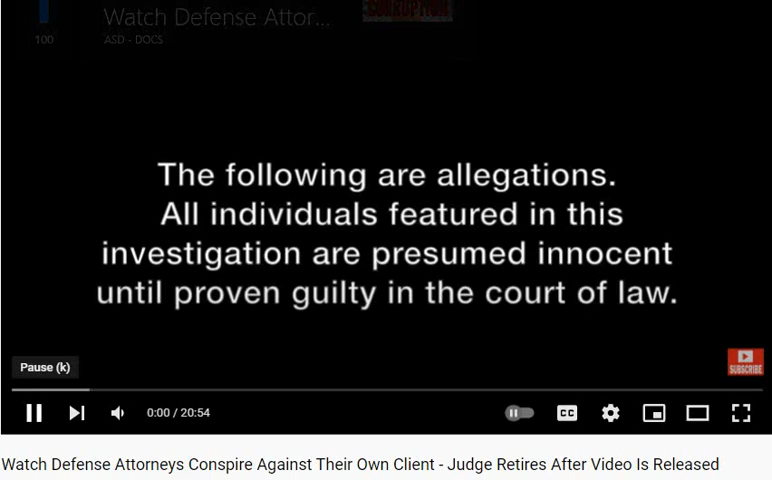 Watch Defense Attor...
CORRUPTION
100
ASD - DOCS
The following are allegations.
All individuals featured in this
investigation are presumed innocent
until proven guilty in the court of law.
SUBSCRIBE
Pause (k)
0:00 / 20:54
CC
Watch Defense Attorneys Conspire Against Their Own Client - Judge Retires After Video Is Released